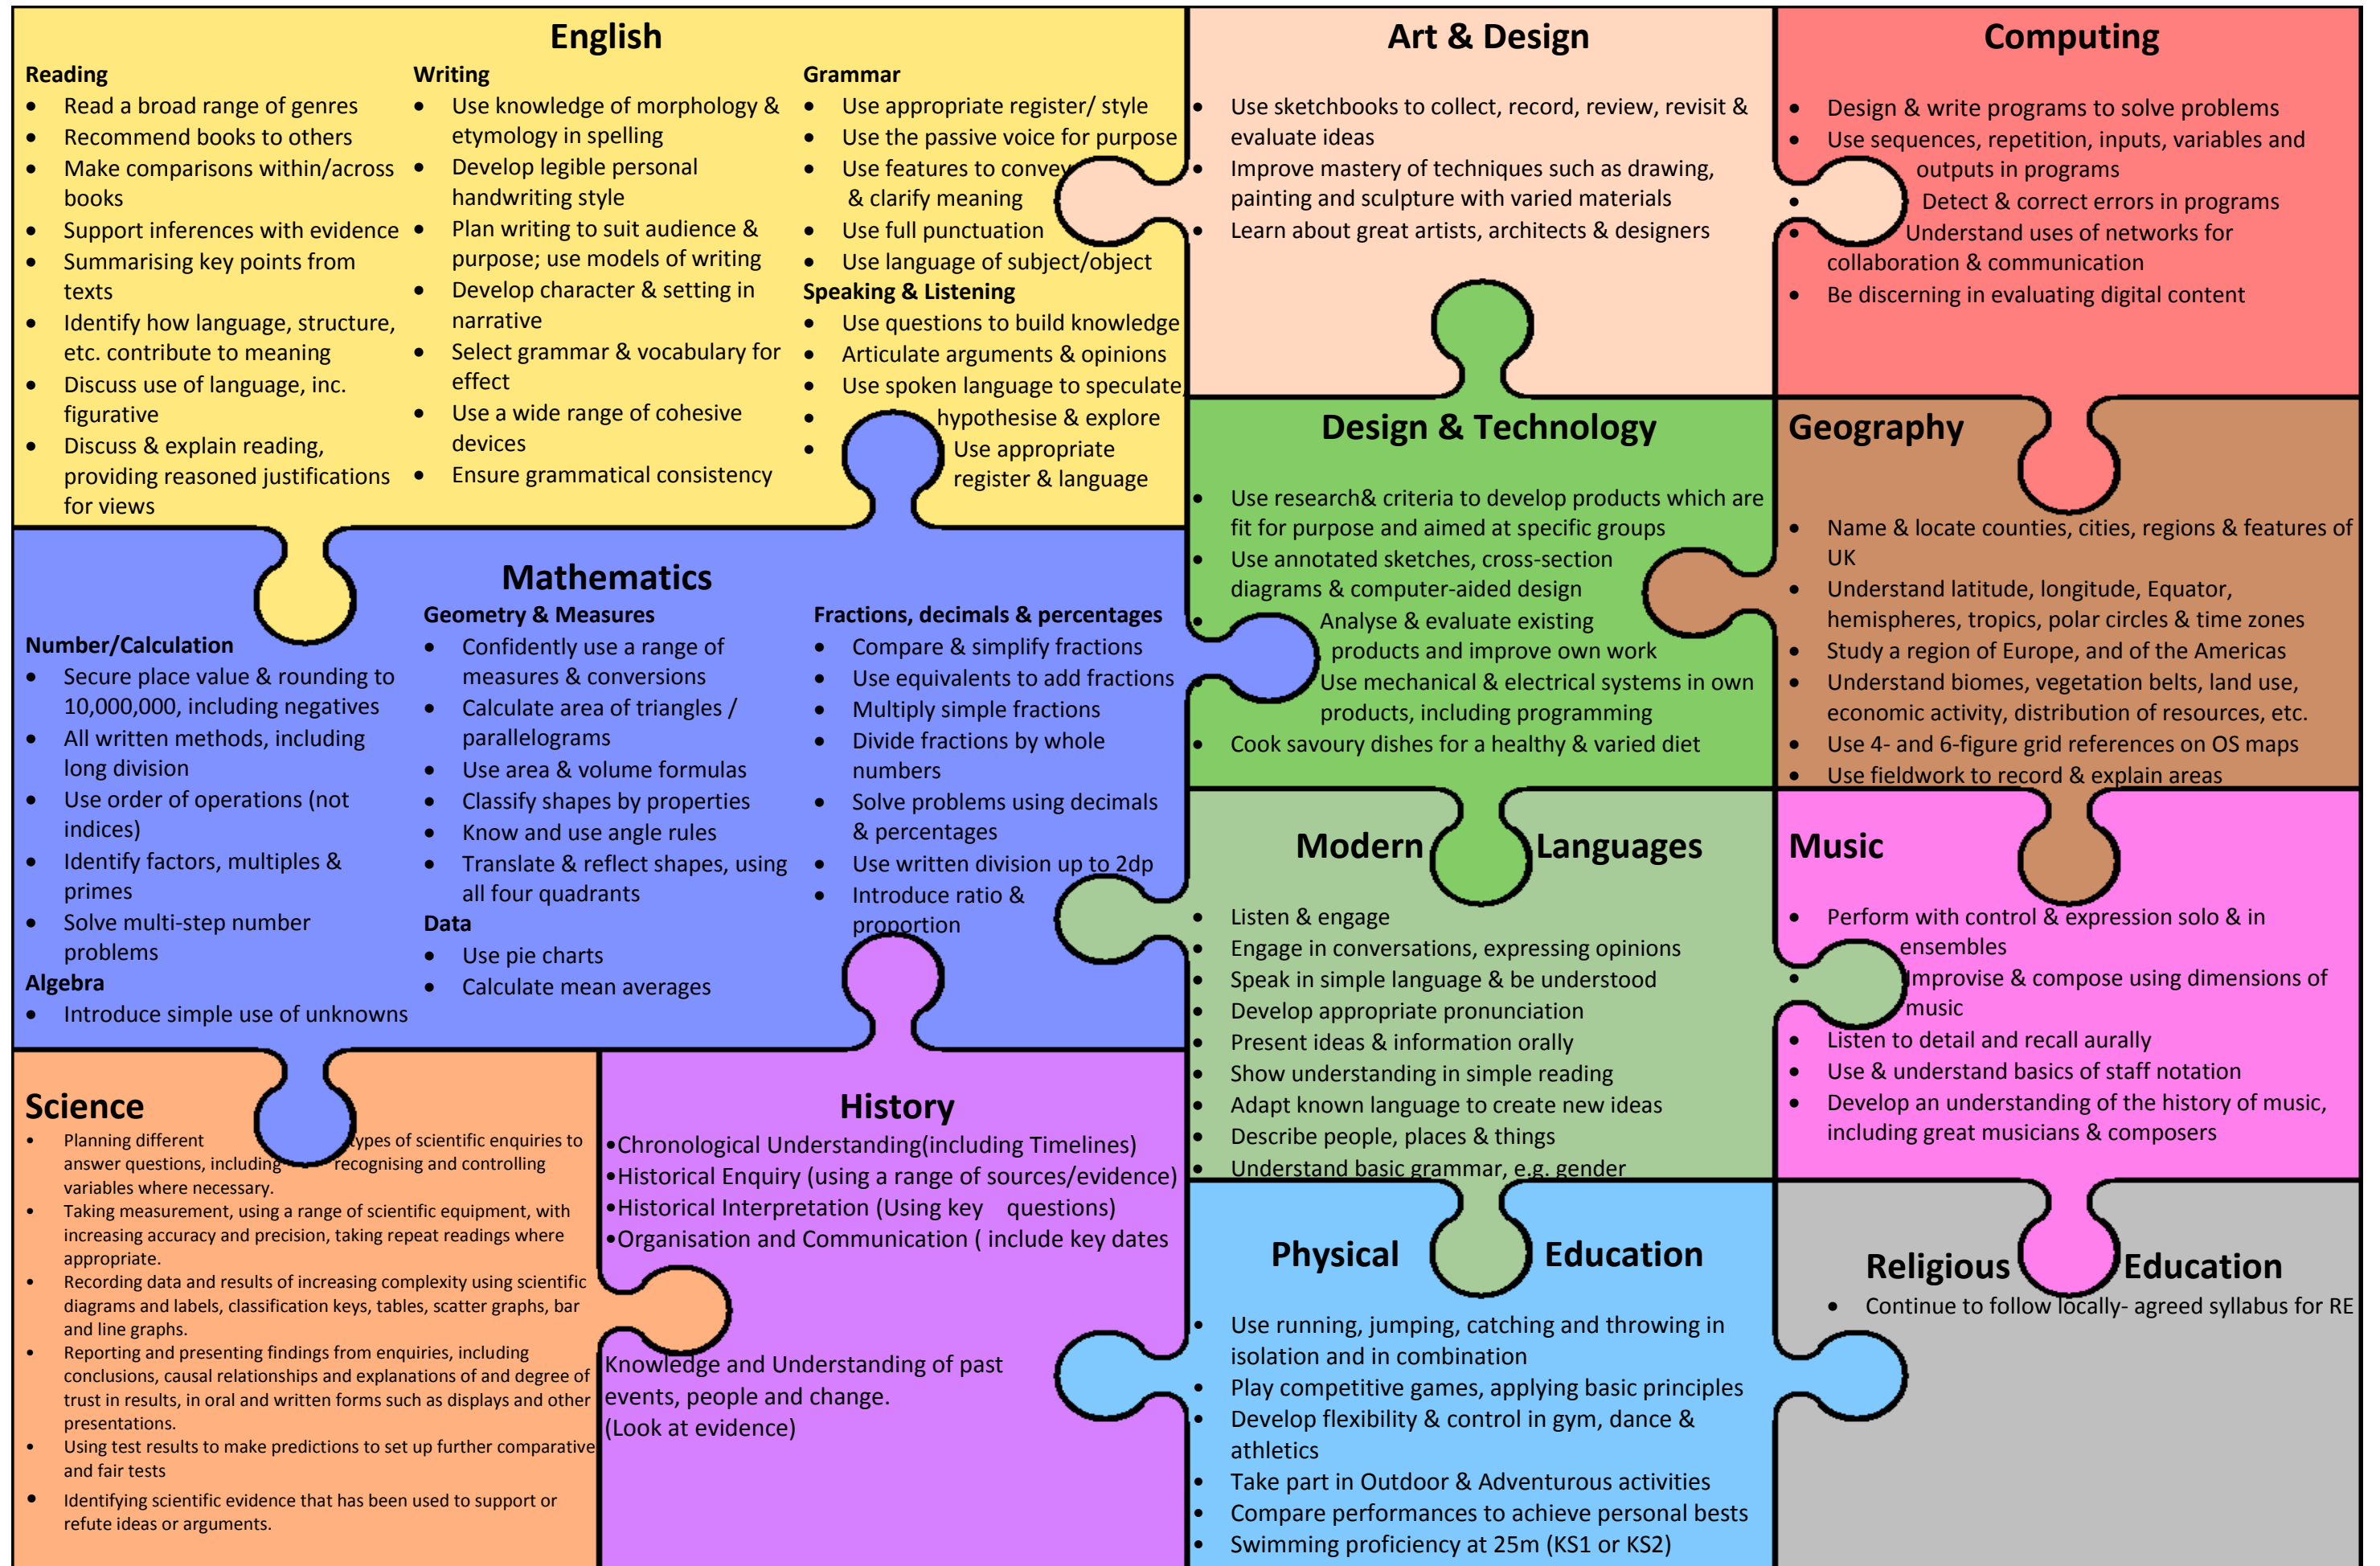 English
Reading
• Read a broad range of genres
• Recommend books to others
• Make comparisons within/across
books
• Support inferences with evidence
• Summarising key points from
texts
• Identify how language, structure,
etc. contribute to meaning
• Discuss use of language, inc.
figurative
• Discuss & explain reading,
providing reasoned justifications
for views
Writing
• Use knowledge of morphology &
etymology in spelling
• Develop legible personal
handwriting style
• Plan writing to suit audience &
purpose; use models of writing
• Develop character & setting in
narrative
• Select grammar & vocabulary for
effect
• Use a wide range of cohesive
devices
• Ensure grammatical consistency
Grammar
• Use appropriate register/ style
• Use the passive voice for purpose
• Use features to convey
& clarify meaning
• Use full punctuation
• Use language of subject/object
Speaking & Listening
• Use questions to build knowledge
• Articulate arguments & opinions
• Use spoken language to speculate,
• hypothesise & explore
• Use appropriate
register & language
Art & Design
• Use sketchbooks to collect, record, review, revisit &
evaluate ideas
• Improve mastery of techniques such as drawing,
painting and sculpture with varied materials
• Learn about great artists, architects & designers
Computing
• Design & write programs to solve problems
• Use sequences, repetition, inputs, variables and
outputs in programs
• Detect & correct errors in programs
• Understand uses of networks for
collaboration & communication
• Be discerning in evaluating digital content
Mathematics
Number/Calculation
• Secure place value & rounding to
10,000,000, including negatives
• All written methods, including
long division
• Use order of operations (not
indices)
• Identify factors, multiples &
primes
• Solve multi-step number
problems
Algebra
• Introduce simple use of unknowns
Geometry & Measures
• Confidently use a range of
measures & conversions
• Calculate area of triangles /
parallelograms
• Use area & volume formulas
• Classify shapes by properties
• Know and use angle rules
• Translate & reflect shapes, using
all four quadrants
Data
• Use pie charts
• Calculate mean averages
Fractions, decimals & percentages
• Compare & simplify fractions
• Use equivalents to add fractions
• Multiply simple fractions
• Divide fractions by whole
numbers
• Solve problems using decimals
& percentages
• Use written division up to 2dp
• Introduce ratio &
proportion
Design & Technology
• Use research& criteria to develop products which are
fit for purpose and aimed at specific groups
• Use annotated sketches, cross-section
diagrams & computer-aided design
• Analyse & evaluate existing
products and improve own work
• Use mechanical & electrical systems in own
products, including programming
• Cook savoury dishes for a healthy & varied diet
Geography
• Name & locate counties, cities, regions & features of
UK
• Understand latitude, longitude, Equator,
hemispheres, tropics, polar circles & time zones
• Study a region of Europe, and of the Americas
• Understand biomes, vegetation belts, land use,
economic activity, distribution of resources, etc.
• Use 4- and 6-figure grid references on OS maps
• Use fieldwork to record & explain areas
Modern Languages
• Listen & engage
• Engage in conversations, expressing opinions
• Speak in simple language & be understood
• Develop appropriate pronunciation
• Present ideas & information orally
• Show understanding in simple reading
• Adapt known language to create new ideas
• Describe people, places & things
• Understand basic grammar, e.g. gender
Music
• Perform with control & expression solo & in
ensembles
• Improvise & compose using dimensions of
music
• Listen to detail and recall aurally
• Use & understand basics of staff notation
• Develop an understanding of the history of music,
including great musicians & composers
Science
• Planning different types of scientific enquiries to
answer questions, including recognising and controlling
variables where necessary.
• Taking measurement, using a range of scientific equipment, with
increasing accuracy and precision, taking repeat readings where
appropriate.
• Recording data and results of increasing complexity using scientific
diagrams and labels, classification keys, tables, scatter graphs, bar
and line graphs.
• Reporting and presenting findings from enquiries, including
conclusions, causal relationships and explanations of and degree of
trust in results, in oral and written forms such as displays and other
presentations.
• Using test results to make predictions to set up further comparative
and fair tests
• Identifying scientific evidence that has been used to support or
refute ideas or arguments.
History
•Chronological Understanding(including Timelines)
•Historical Enquiry (using a range of sources/evidence)
•Historical Interpretation (Using key questions)
•Organisation and Communication ( include key dates
Knowledge and Understanding of past
events, people and change.
(Look at evidence)
Physical Education
• Use running, jumping, catching and throwing in
isolation and in combination
• Play competitive games, applying basic principles
• Develop flexibility & control in gym, dance &
athletics
• Take part in Outdoor & Adventurous activities
• Compare performances to achieve personal bests
• Swimming proficiency at 25m (KS1 or KS2)
Religious Education
• Continue to follow locally- agreed syllabus for RE